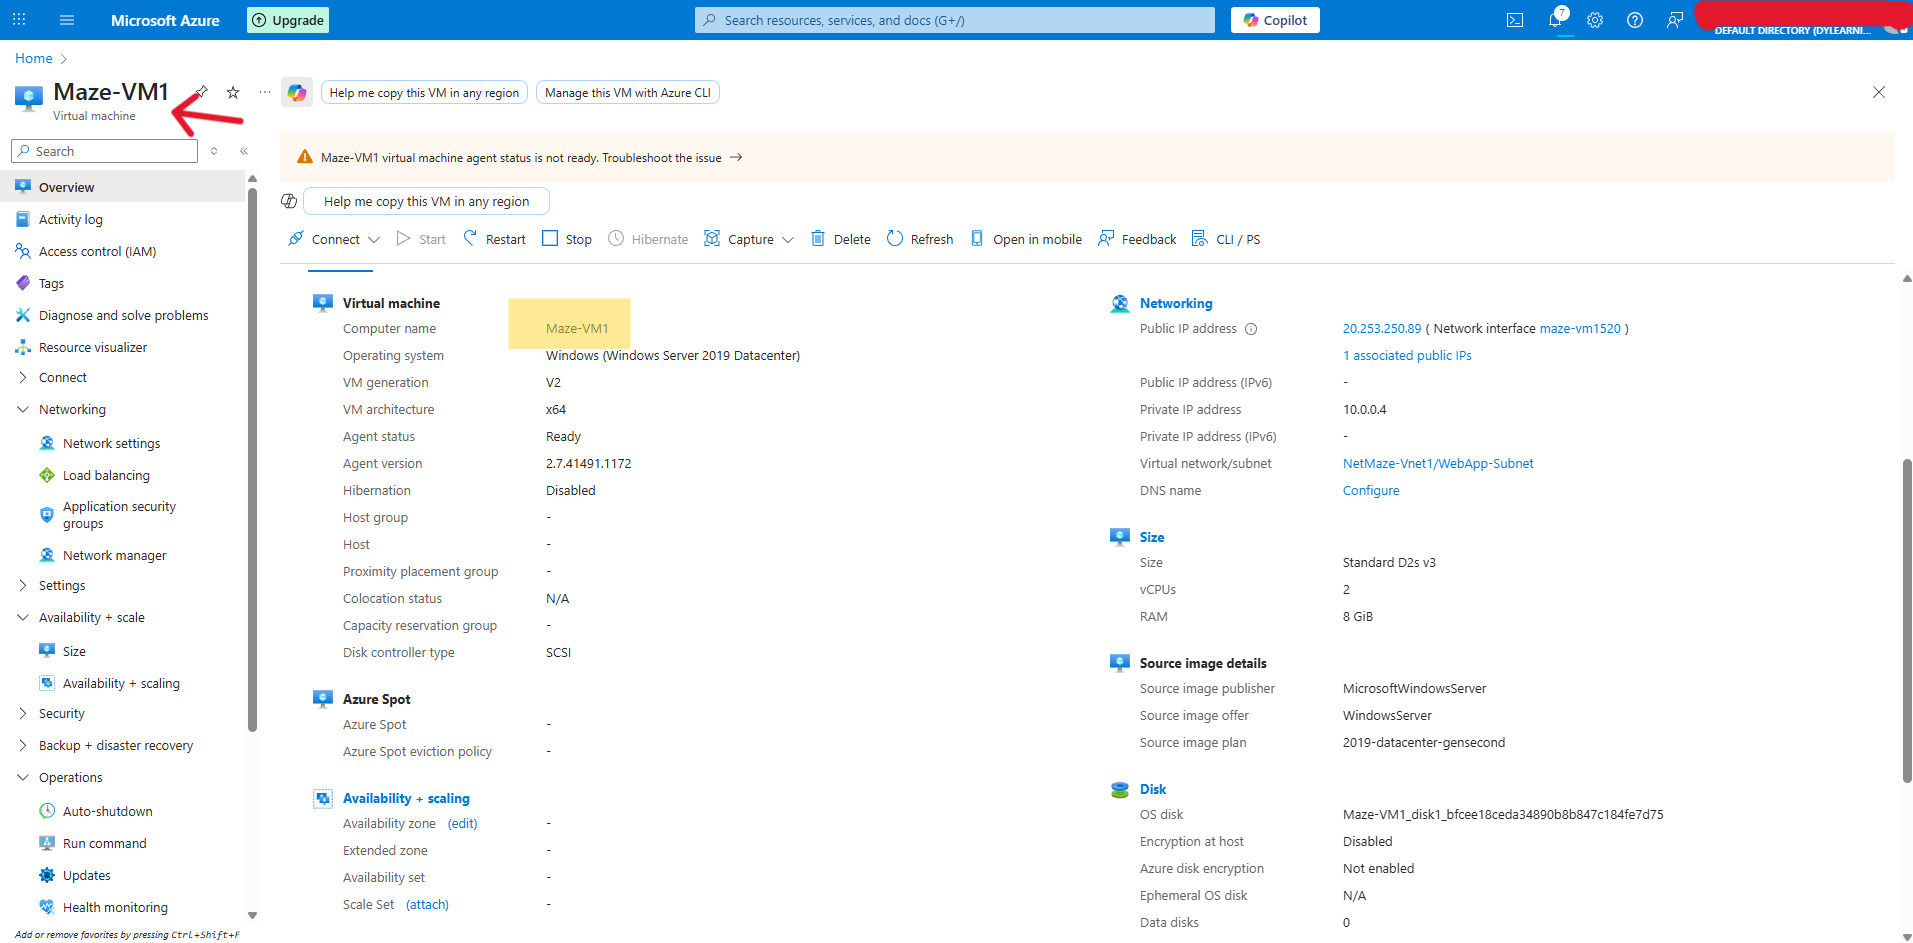 Microsoft Azure
Upgrade
Search resources, services, and docs (G+/)
Copilot
7
DEFAULT DIRECTORY (DYLEARNI...
Home
Maze-VM1
Virtual machine
Help me copy this VM in any region
Manage this VM with Azure CLI
Search
Maze-VM1 virtual machine agent status is not ready. Troubleshoot the issue →
Help me copy this VM in any region
Connect
Start
Restart
Stop
Hibernate
Capture
Delete
Refresh
Open in mobile
Feedback
CLI / PS
Overview
Activity log
Access control (IAM)
Tags
Diagnose and solve problems
Resource visualizer
Connect
Networking
Network settings
Load balancing
Application security
groups
Network manager
Settings
Availability + scale
Size
Availability + scaling
Security
Backup + disaster recovery
Operations
Auto-shutdown
Run command
Updates
Health monitoring
Add or remove favorites by pressing Ctrl+Shift+F
Virtual machine
Computer name Maze-VM1
Operating system Windows (Windows Server 2019 Datacenter)
VM generation V2
VM architecture x64
Agent status Ready
Agent version 2.7.41491.1172
Hibernation Disabled
Host group -
Host -
Proximity placement group -
Colocation status N/A
Capacity reservation group -
Disk controller type SCSI
Azure Spot
Azure Spot -
Azure Spot eviction policy -
Availability + scaling
Availability zone (edit) -
Extended zone -
Availability set -
Scale Set (attach) -
Networking
Public IP address 20.253.250.89 ( Network interface maze-vm1520 )
1 associated public IPs
Public IP address (IPv6) -
Private IP address 10.0.0.4
Private IP address (IPv6) -
Virtual network/subnet NetMaze-Vnet1/WebApp-Subnet
DNS name Configure
Size
Size Standard D2s v3
vCPUs 2
RAM 8 GiB
Source image details
Source image publisher MicrosoftWindowsServer
Source image offer WindowsServer
Source image plan 2019-datacenter-gensecond
Disk
OS disk Maze-VM1_disk1_bfcee18ceda34890b8b847c184fe7d75
Encryption at host Disabled
Azure disk encryption Not enabled
Ephemeral OS disk N/A
Data disks 0